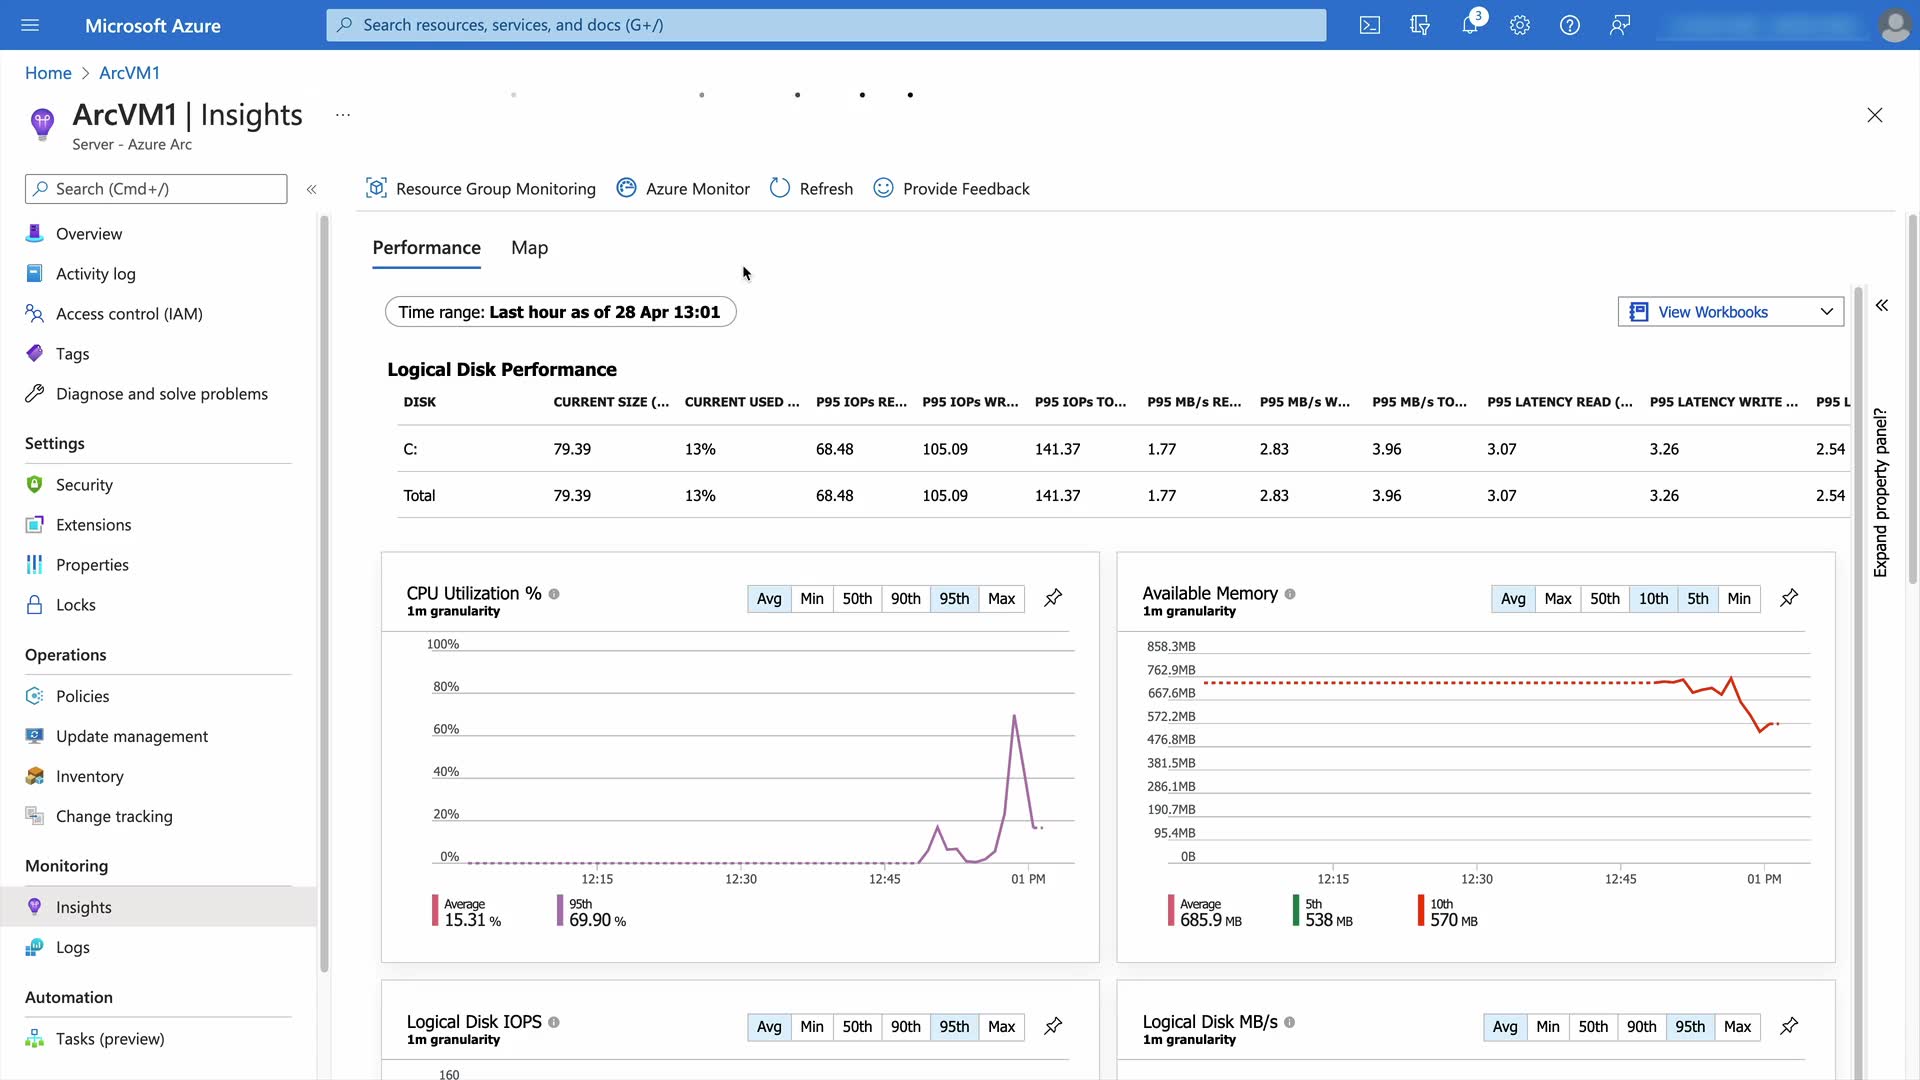 Microsoft Azure
Search resources, services, and docs (G+/)
3
Home > ArcVM1
ArcVM1 | Insights ...
Server - Azure Arc
Search (Cmd+/)
«
Overview
Activity log
Access control (IAM)
Tags
Diagnose and solve problems
Settings
Security
Extensions
Properties
Locks
Operations
Policies
Update management
Inventory
Change tracking
Monitoring
Insights
Logs
Automation
Tasks (preview)
Resource Group Monitoring Azure Monitor Refresh Provide Feedback
Performance Map
Time range: Last hour as of 28 Apr 13:01
View Workbooks
«
Expand property panel?
Logical Disk Performance
DISK CURRENT SIZE (... CURRENT USED ... P95 IOPs RE... P95 IOPs WR... P95 IOPs TO... P95 MB/s RE... P95 MB/s W... P95 MB/s TO... P95 LATENCY READ (... P95 LATENCY WRITE ... P95 L
C: 79.39 13% 68.48 105.09 141.37 1.77 2.83 3.96 3.07 3.26 2.54
Total 79.39 13% 68.48 105.09 141.37 1.77 2.83 3.96 3.07 3.26 2.54
CPU Utilization %
1m granularity
Avg Min 50th 90th 95th Max
100%
80%
60%
40%
20%
0%
12:15 12:30 12:45 01 PM
Average 95th
15.31 % 69.90 %
Available Memory
1m granularity
Avg Max 50th 10th 5th Min
858.3MB
762.9MB
667.6MB
572.2MB
476.8MB
381.5MB
286.1MB
190.7MB
95.4MB
0B
12:15 12:30 12:45 01 PM
Average 5th 10th
685.9 MB 538 MB 570 MB
Logical Disk IOPS
1m granularity
Avg Min 50th 90th 95th Max
160
Logical Disk MB/s
1m granularity
Avg Min 50th 90th 95th Max